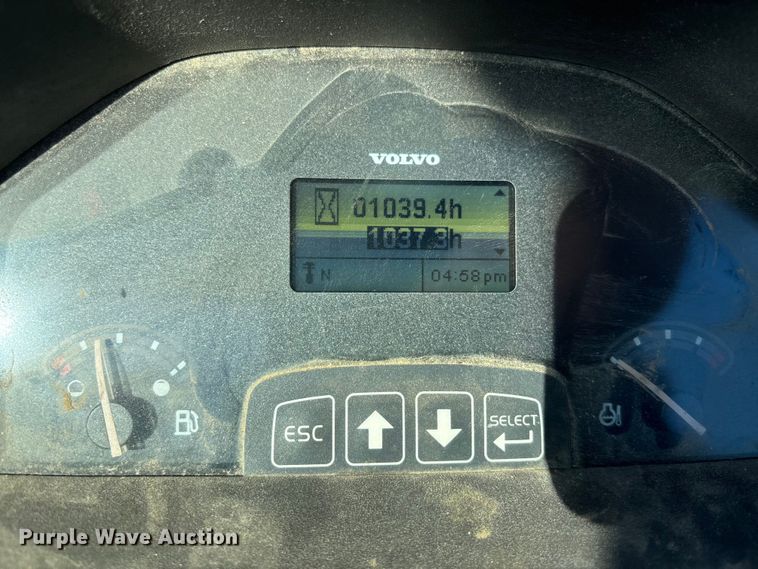 VOLVO
01039.4h
1037.3h
N
04:58pm
ESC
SELECT
Purple Wave Auction